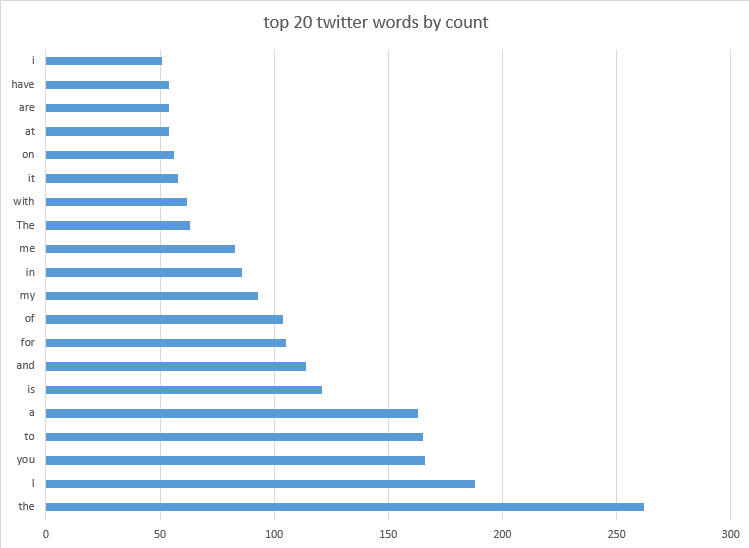 top 20 twitter words by count
i
have
are
at
on
it
with
The
me
in
my
of
for
and
is
a
to
you
I
the
0 50 100 150 200 250 300